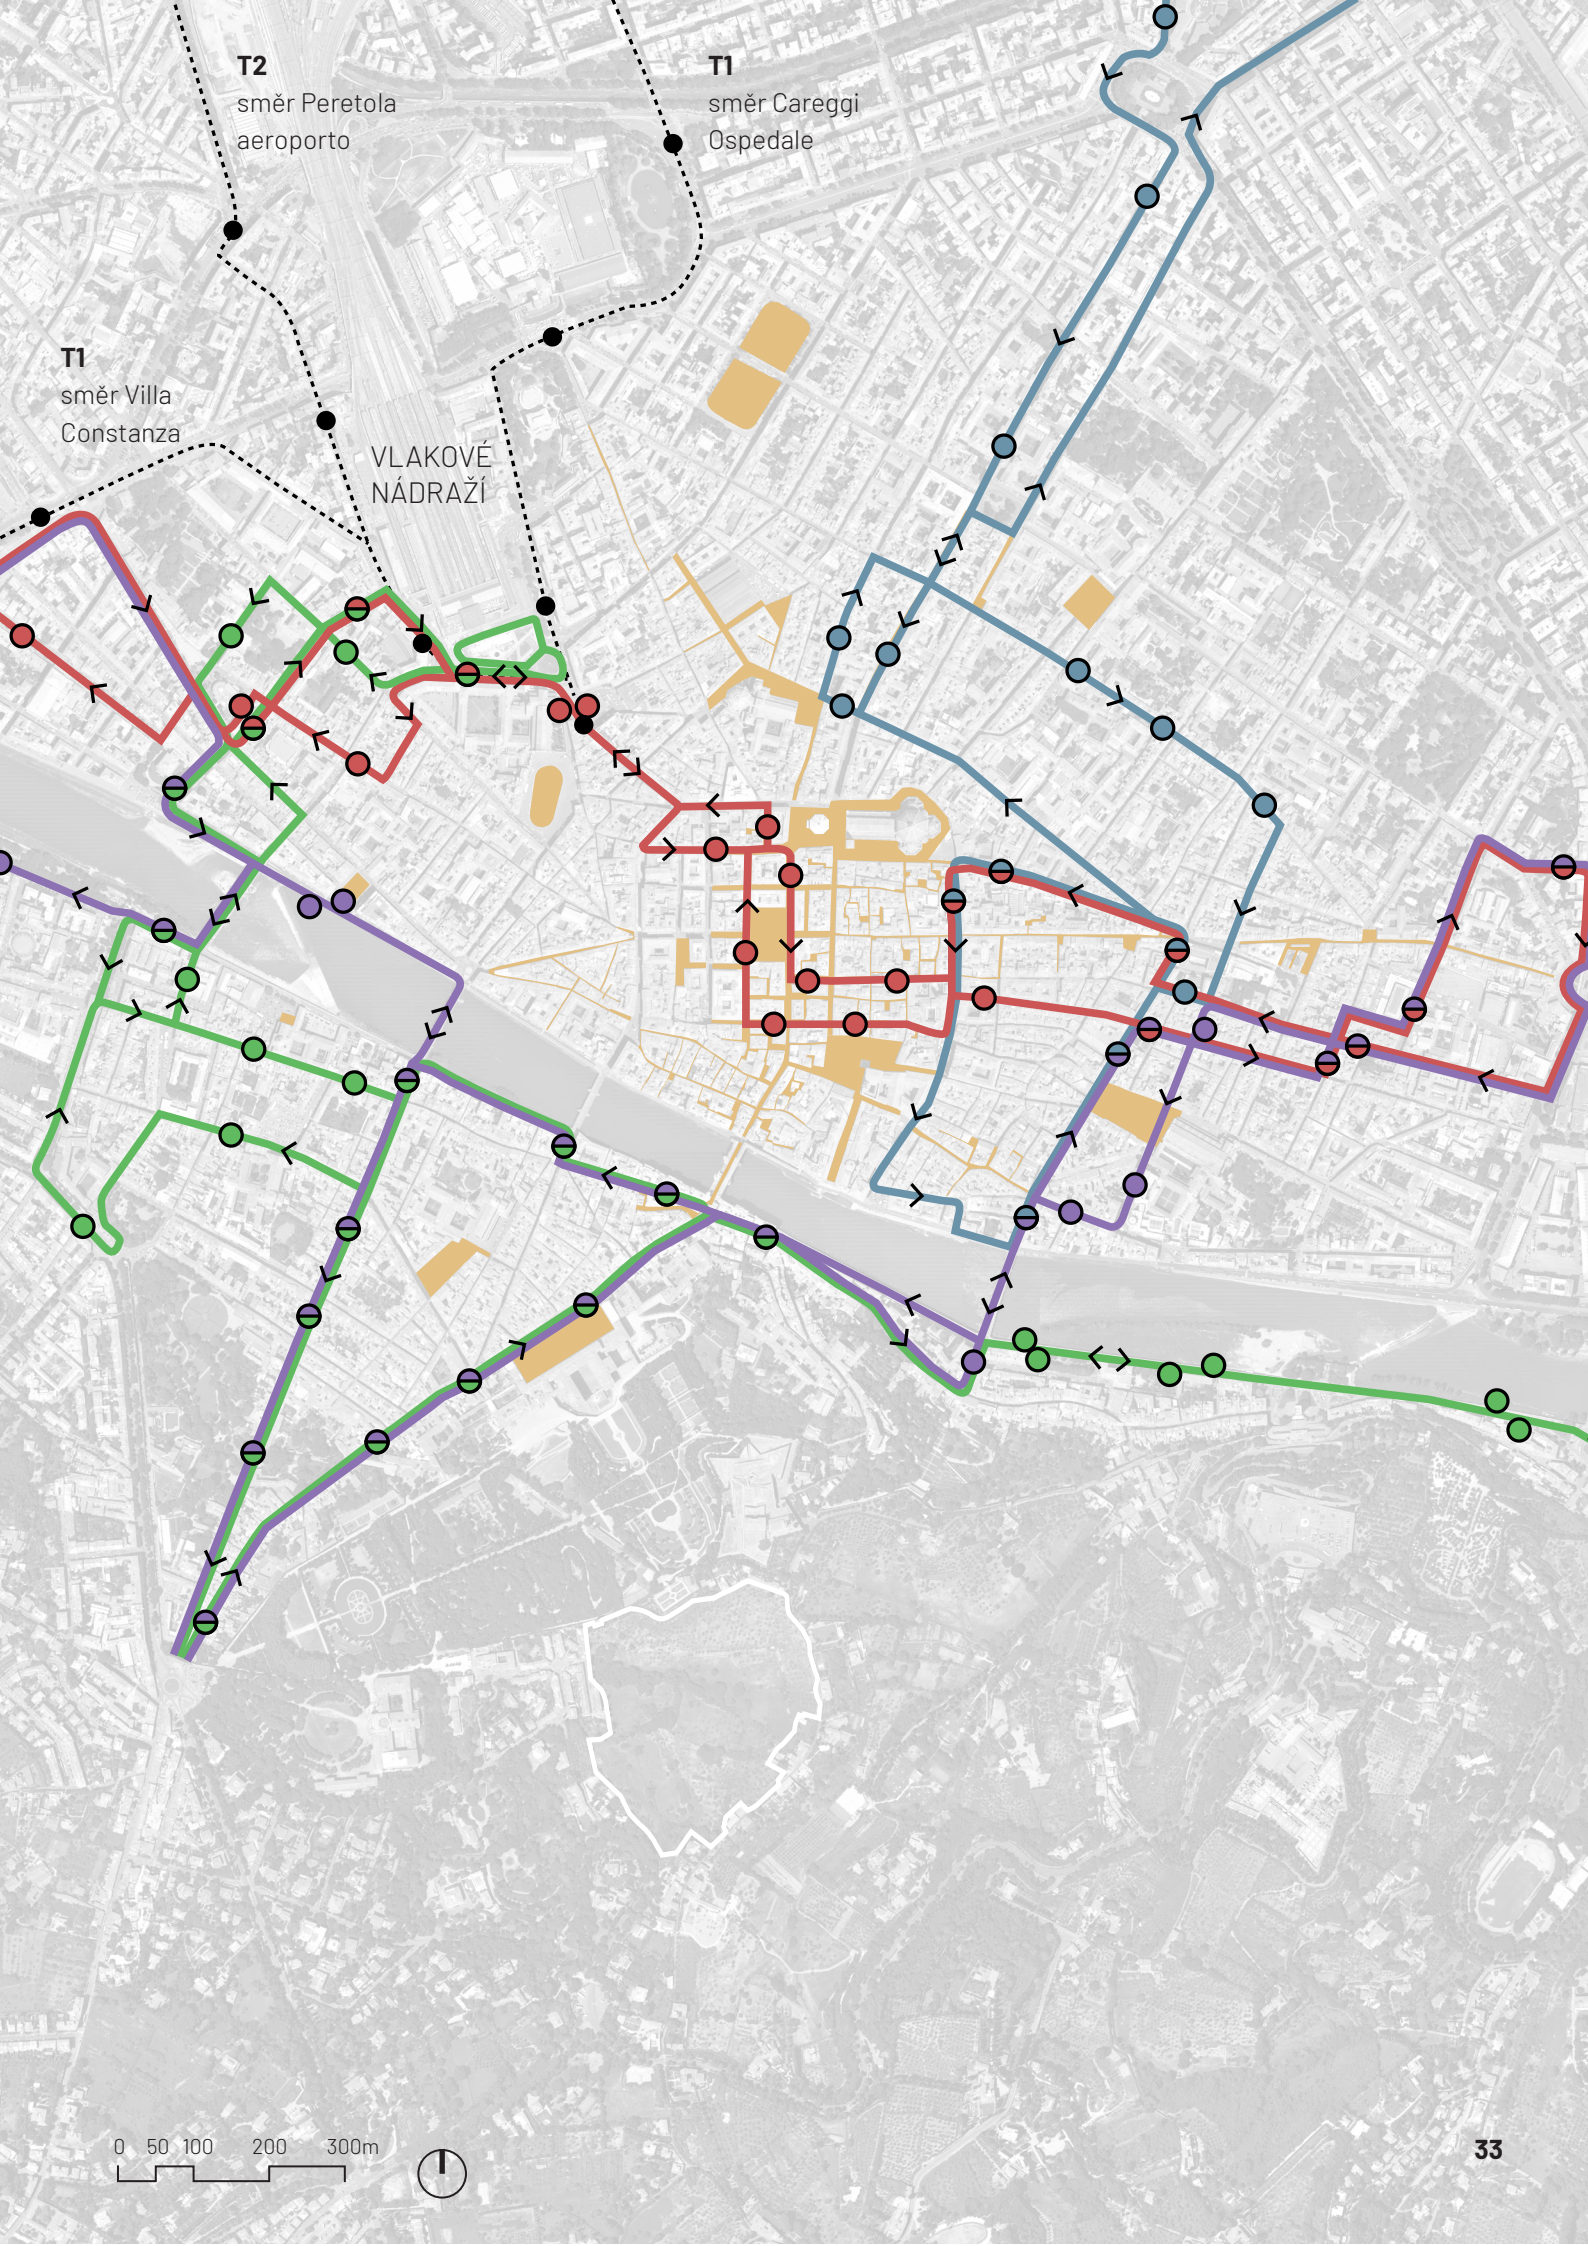 T2
směr Peretola
aeroporto
T1
směr Careggi
Ospedale
T1
směr Villa
Constanza
VLAKOVÉ
NÁDRAŽÍ
0 50 100 200 300m
33